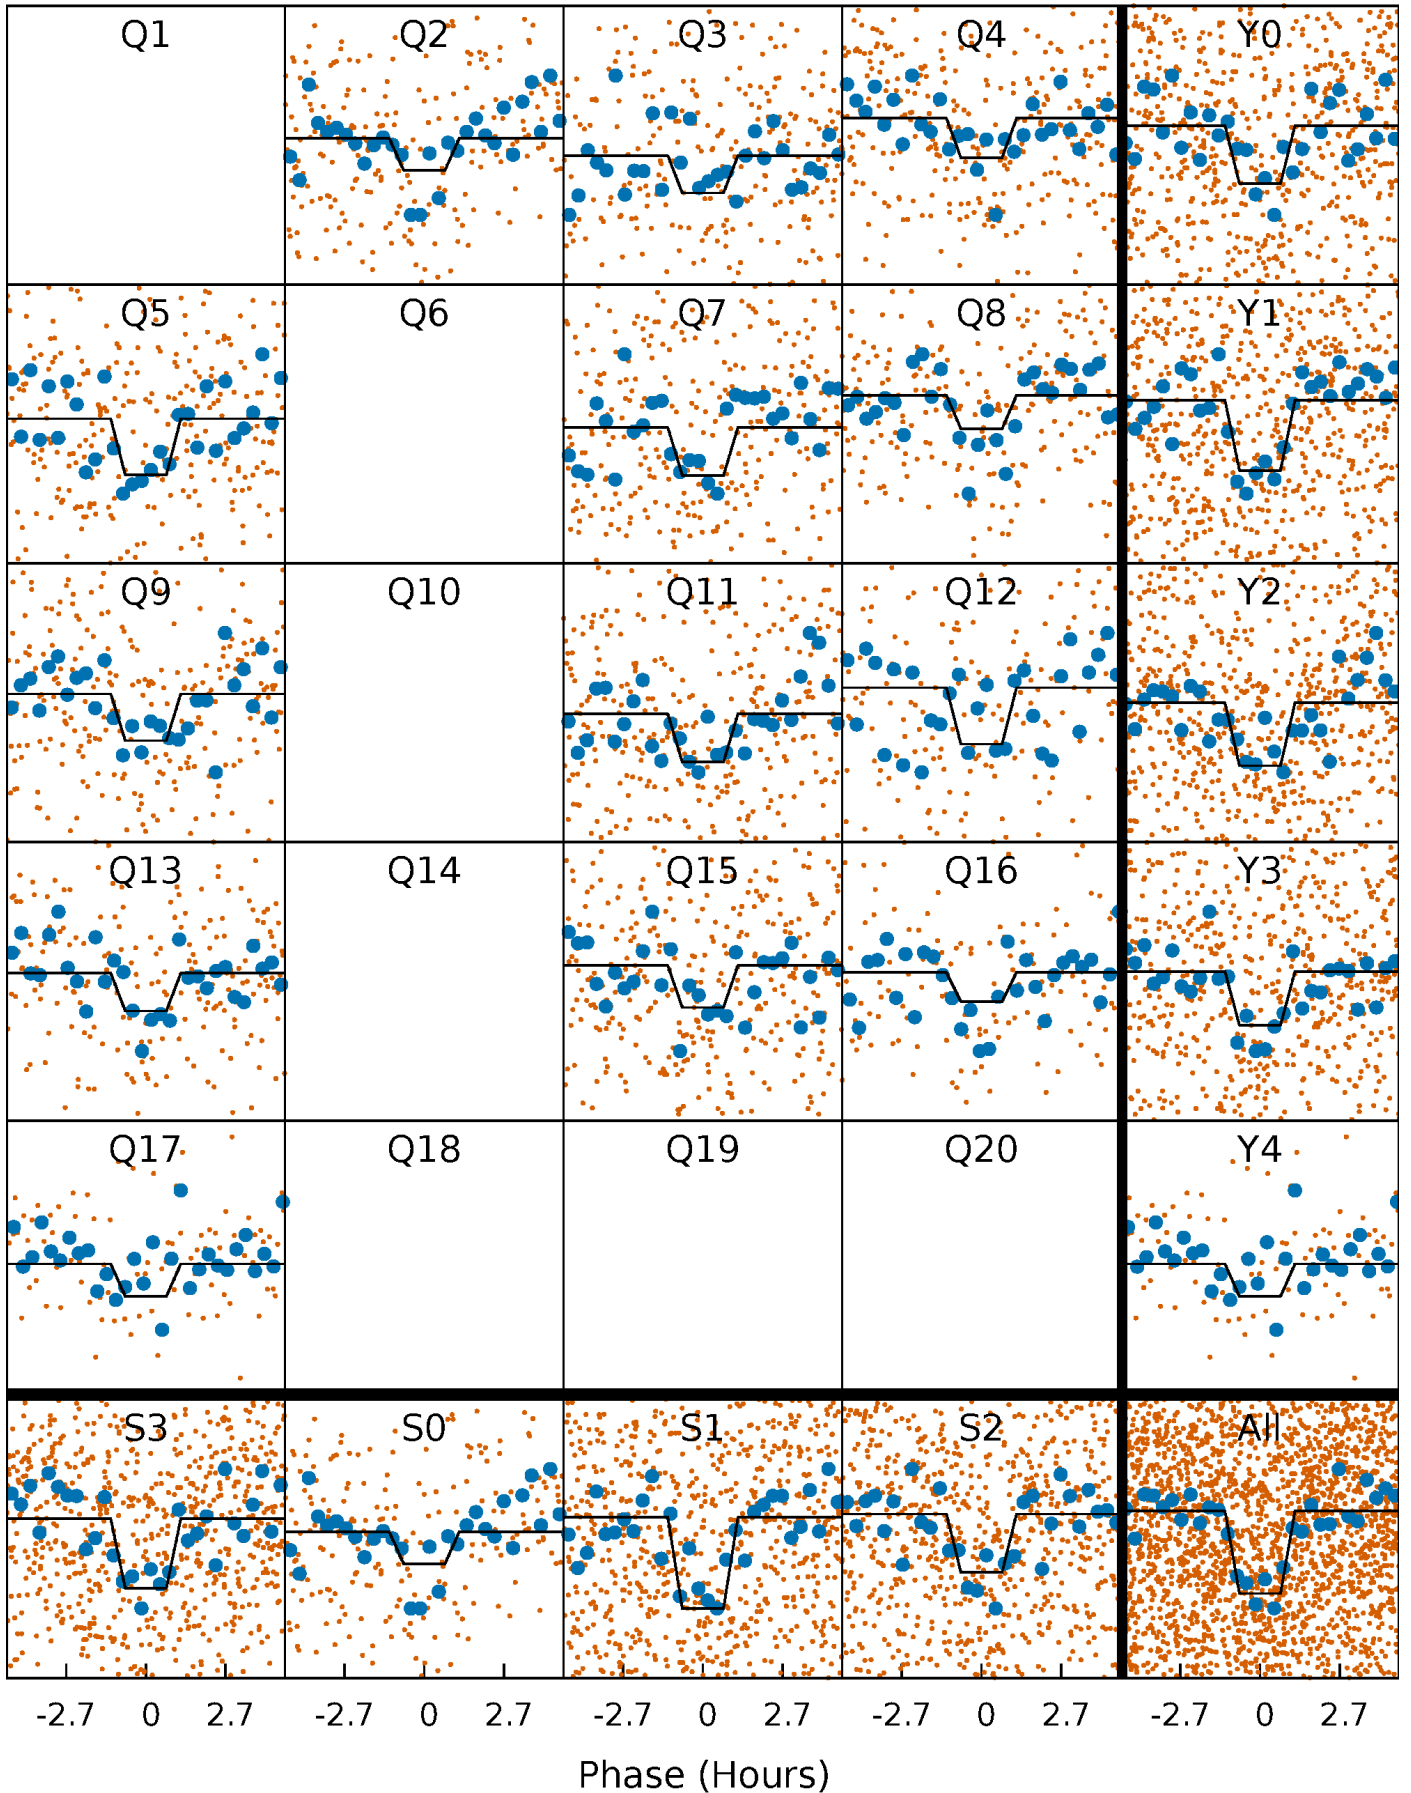 Q1 Q2 Q3 Q4 Y0
Q5 Q6 Q7 Q8 Y1
Q9 Q10 Q11 Q12 Y2
Q13 Q14 Q15 Q16 Y3
Q17 Q18 Q19 Q20 Y4
S3 S0 S1 S2 All
-2.7 0 2.7 -2.7 0 2.7 -2.7 0 2.7 -2.7 0 2.7 -2.7 0 2.7
Phase (Hours)